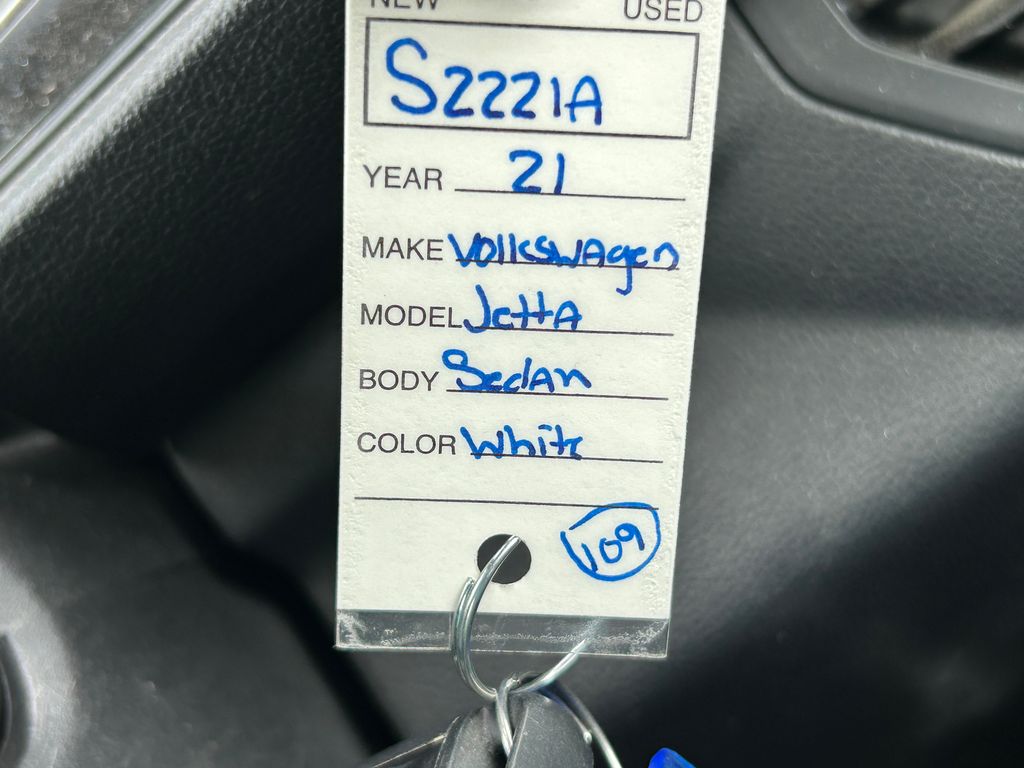 NEW USED
S2221A
YEAR 21
MAKE VOlkswAgen
MODEL JettA
BODY SedAn
COLOR White
109